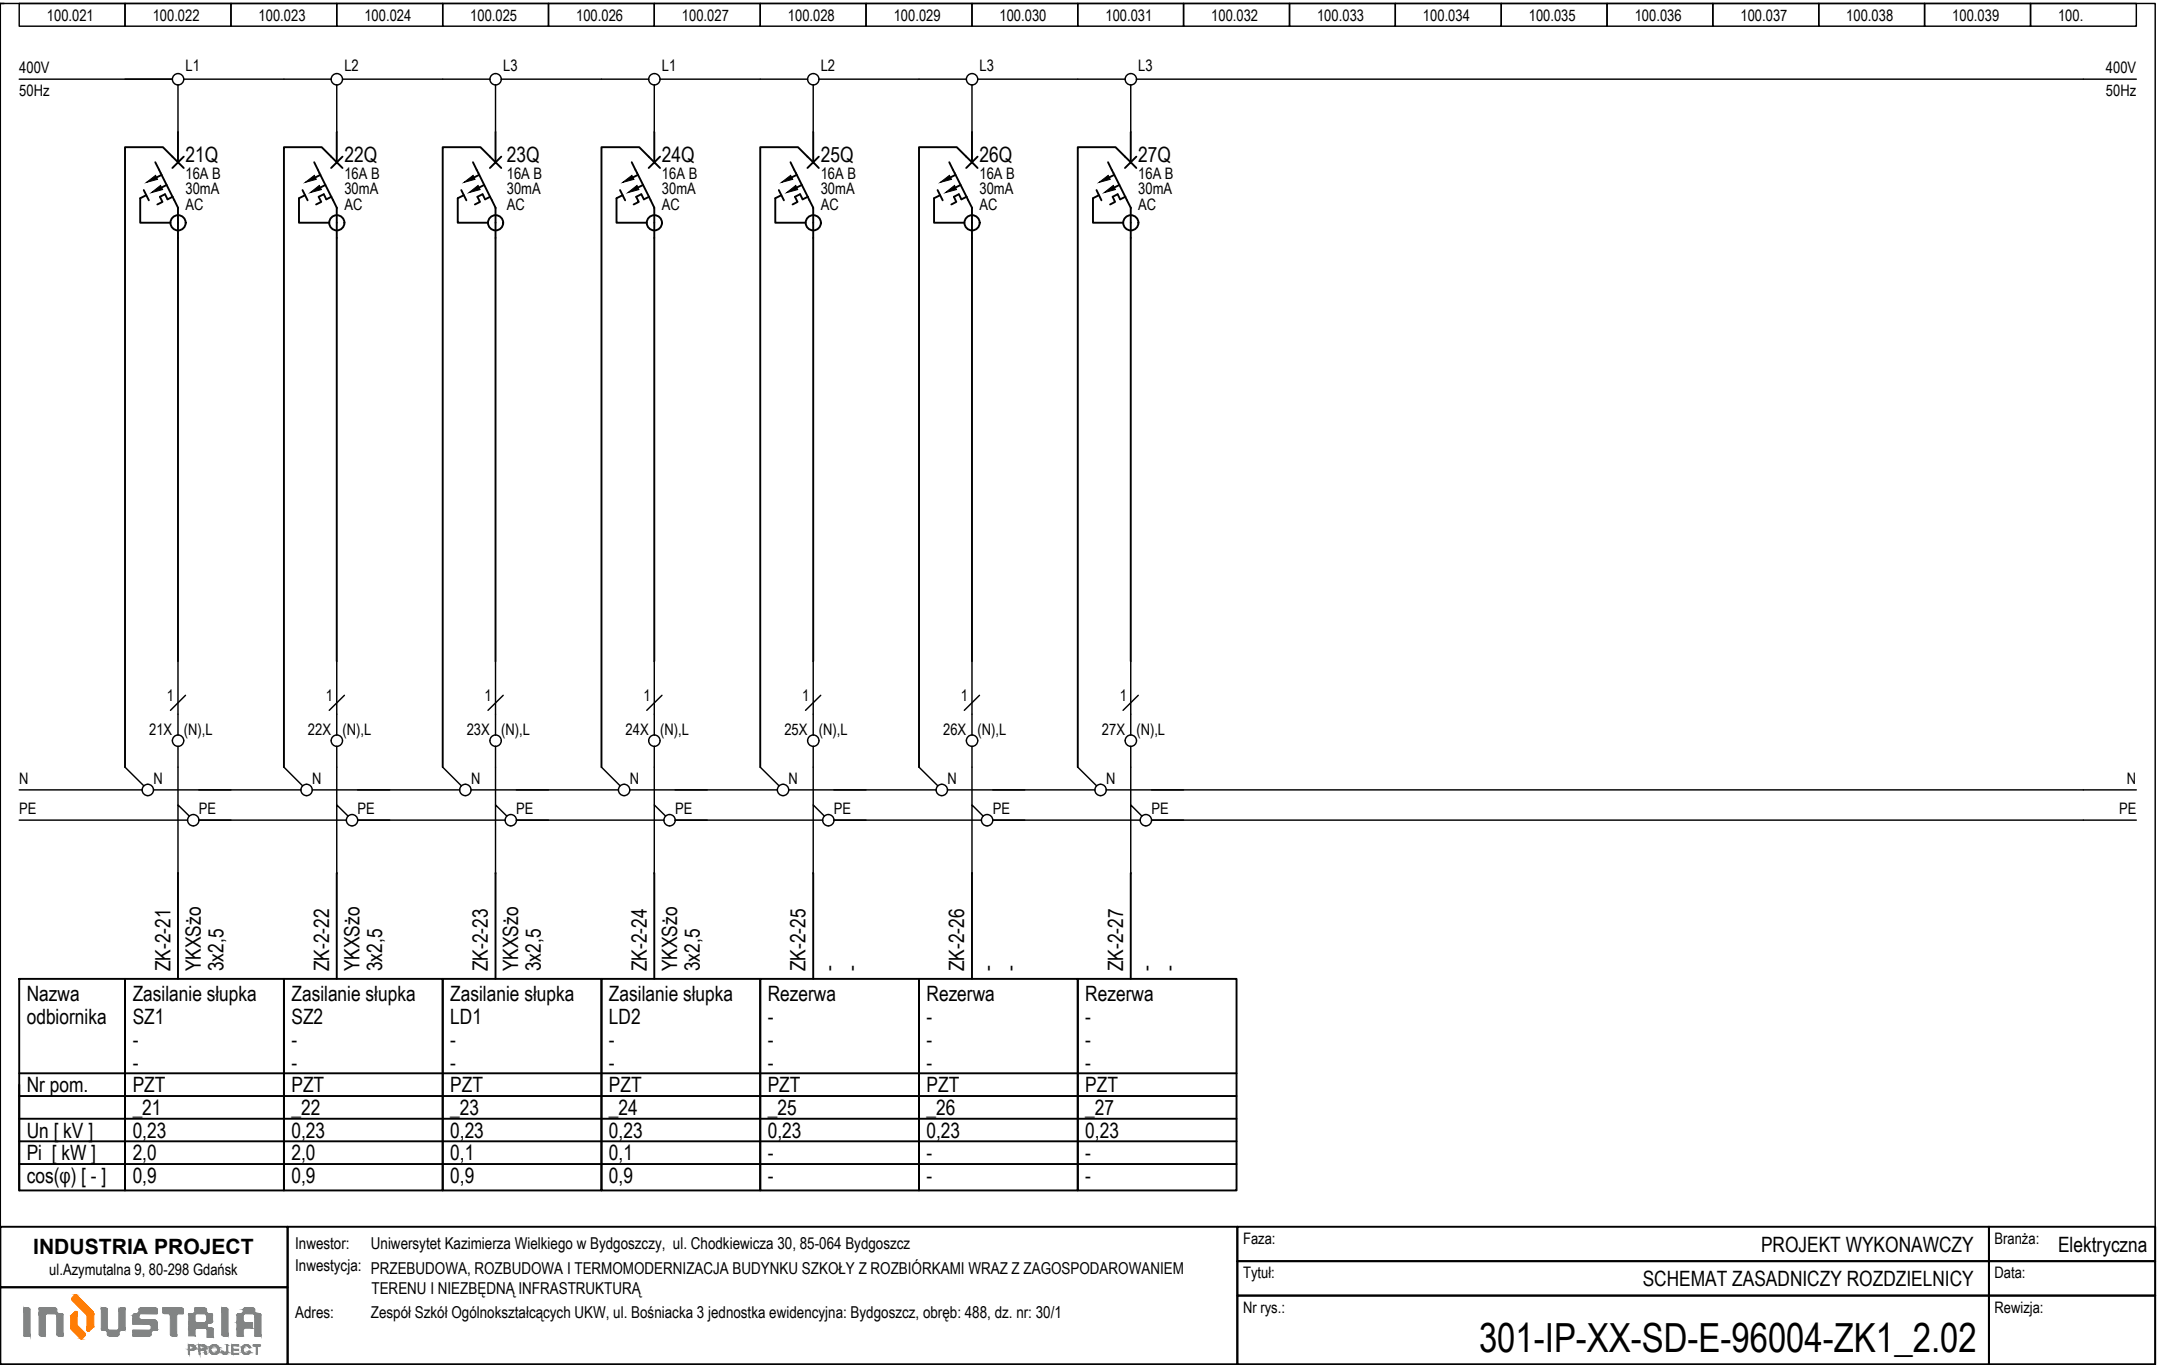 100.021 100.022 100.023 100.024 100.025 100.026 100.027 100.028 100.029 100.030 100.031 100.032 100.033 100.034 100.035 100.036 100.037 100.038 100.039 100.
400V L1 L2 L3 L1 L2 L3 L3 400V
50Hz 50Hz
21Q 22Q 23Q 24Q 25Q 26Q 27Q
16A B 16A B 16A B 16A B 16A B 16A B 16A B
30mA 30mA 30mA 30mA 30mA 30mA 30mA
AC AC AC AC AC AC AC
1 1 1 1 1 1 1
21X (N),L 22X (N),L 23X (N),L 24X (N),L 25X (N),L 26X (N),L 27X (N),L
N N N N N N N N N
PE PE PE PE PE PE PE PE PE
ZK-2-21 YKXSżo 3x2,5
ZK-2-22 YKXSżo 3x2,5
ZK-2-23 YKXSżo 3x2,5
ZK-2-24 YKXSżo 3x2,5
ZK-2-25 - -
ZK-2-26 - -
ZK-2-27 - -
Nazwa Zasilanie słupka Zasilanie słupka Zasilanie słupka Zasilanie słupka Rezerwa Rezerwa Rezerwa
odbiornika SZ1 SZ2 LD1 LD2 - - -
- - - - - - -
- - - - - - -
Nr pom. PZT PZT PZT PZT PZT PZT PZT
_21 _22 _23 _24 _25 _26 _27
Un [ kV ] 0,23 0,23 0,23 0,23 0,23 0,23 0,23
Pi [ kW ] 2,0 2,0 0,1 0,1 - - -
cos(φ) [ - ] 0,9 0,9 0,9 0,9 - - -
INDUSTRIA PROJECT
ul.Azymutalna 9, 80-298 Gdańsk
INDUSTRIA
PROJECT
Inwestor: Uniwersytet Kazimierza Wielkiego w Bydgoszczy, ul. Chodkiewicza 30, 85-064 Bydgoszcz
Inwestycja: PRZEBUDOWA, ROZBUDOWA I TERMOMODERNIZACJA BUDYNKU SZKOŁY Z ROZBIÓRKAMI WRAZ Z ZAGOSPODAROWANIEM
TERENU I NIEZBĘDNĄ INFRASTRUKTURĄ
Adres: Zespół Szkół Ogólnokształcących UKW, ul. Bośniacka 3 jednostka ewidencyjna: Bydgoszcz, obręb: 488, dz. nr: 30/1
Faza: PROJEKT WYKONAWCZY
Branża: Elektryczna
Tytuł: SCHEMAT ZASADNICZY ROZDZIELNICY
Data:
Nr rys.: 301-IP-XX-SD-E-96004-ZK1_2.02
Rewizja: